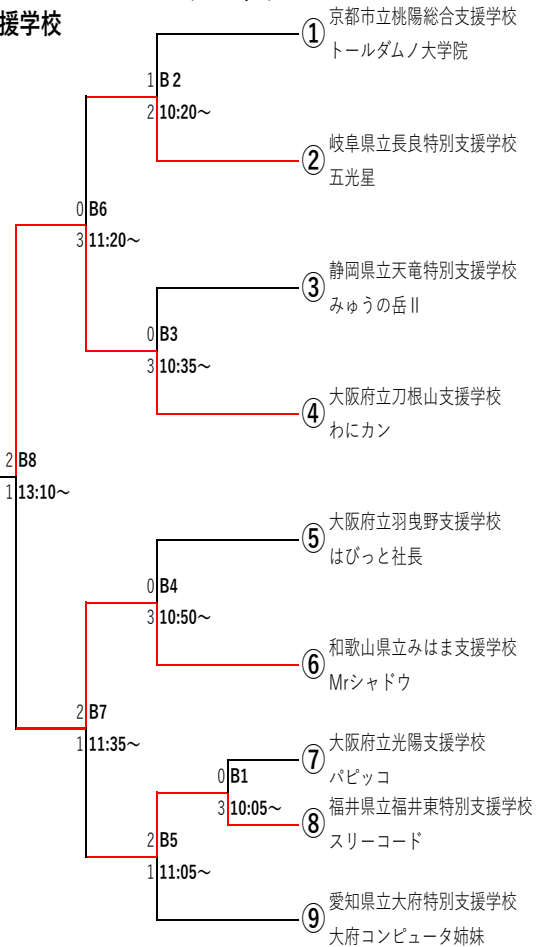 援学校
① 京都市立桃陽総合支援学校
トールダムノ大学院
1 B 2
2 10:20～
② 岐阜県立長良特別支援学校
五光星
0 B6
3 11:20～
③ 静岡県立天竜特別支援学校
みゅうの岳Ⅱ
0 B3
3 10:35～
④ 大阪府立刀根山支援学校
わにカン
2 B8
1 13:10～
⑤ 大阪府立羽曳野支援学校
はびっと社長
0 B4
3 10:50～
⑥ 和歌山県立みはま支援学校
Mrシャドウ
2 B7
1 11:35～
⑦ 大阪府立光陽支援学校
パピッコ
0 B1
3 10:05～
⑧ 福井県立福井東特別支援学校
スリーコード
2 B5
1 11:05～
⑨ 愛知県立大府特別支援学校
大府コンピュータ姉妹